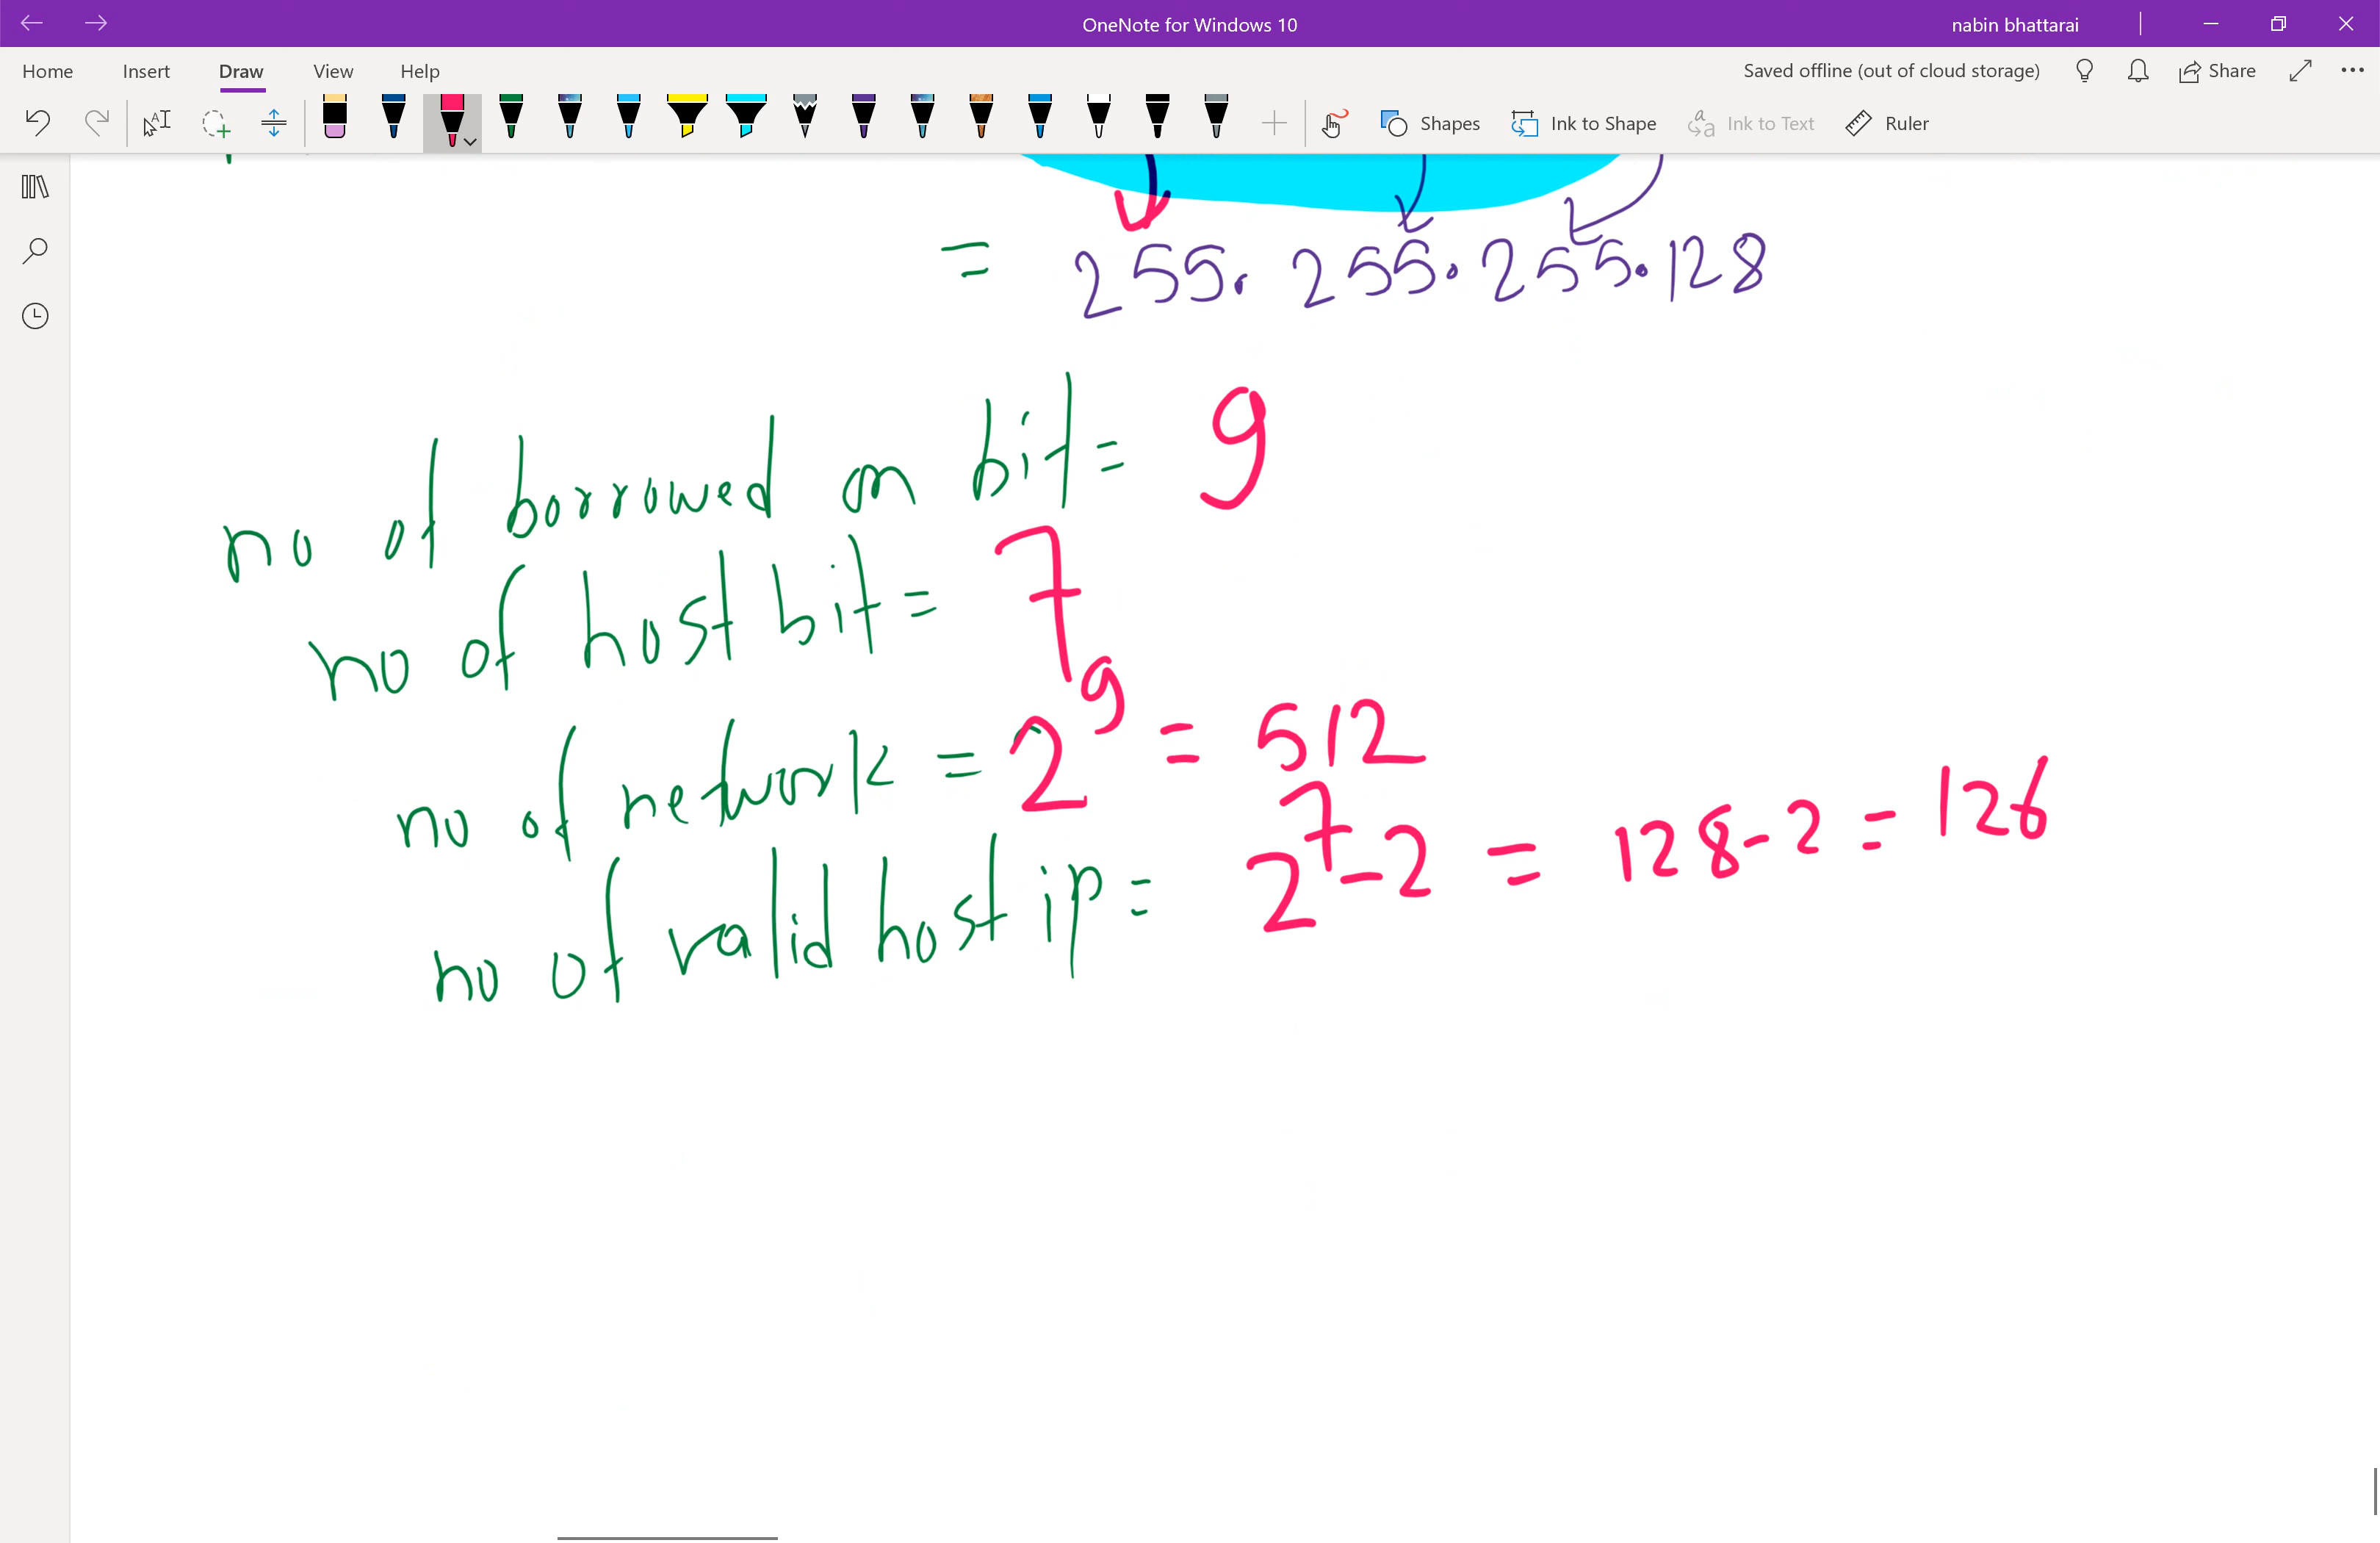 OneNote for Windows 10
nabin bhattarai
Home Insert Draw View Help
Saved offline (out of cloud storage) Share
Shapes Ink to Shape Ink to Text Ruler
= 255.255.255.128
no of borrowed on bit = 9
no of host bit = 7
no of network = 2^9 = 512
no of valid host ip = 2^7-2 = 128-2 = 126